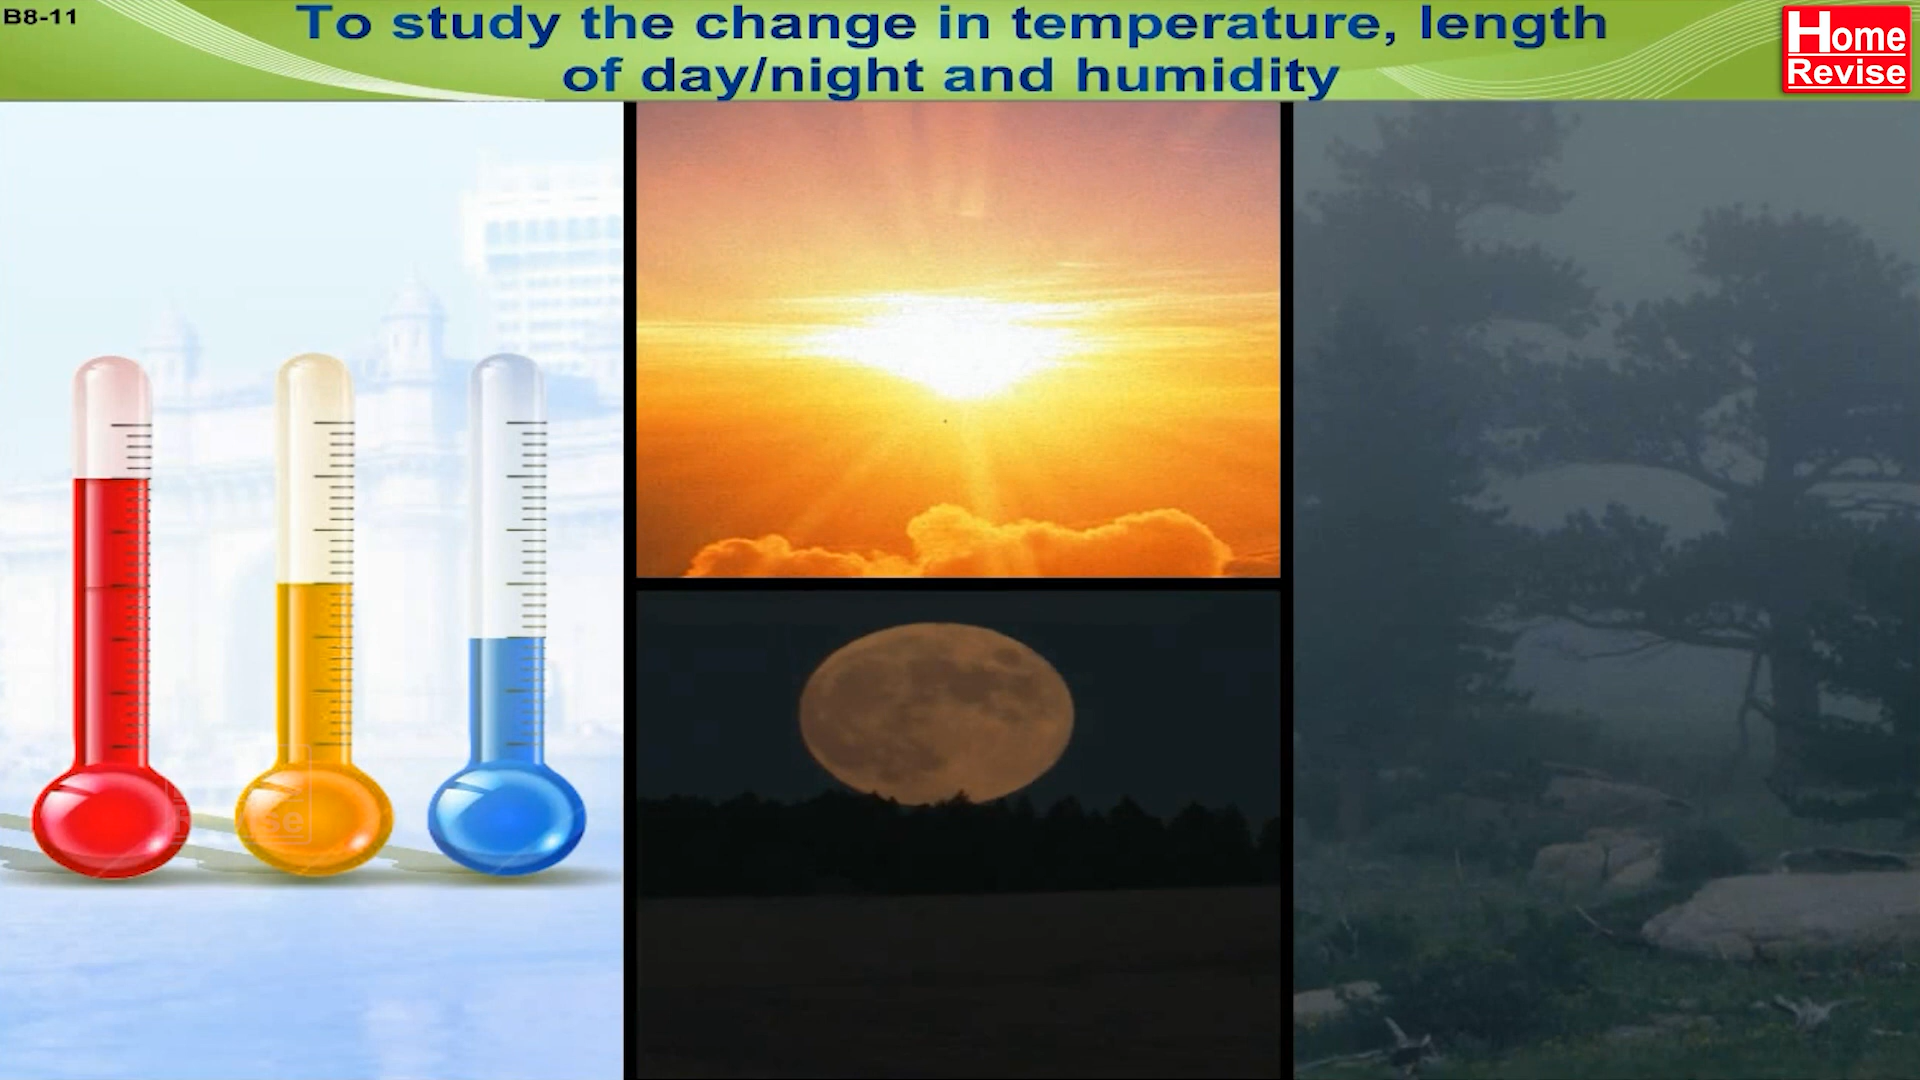 B8-11
To study the change in temperature, length
of day/night and humidity
Home
Revise